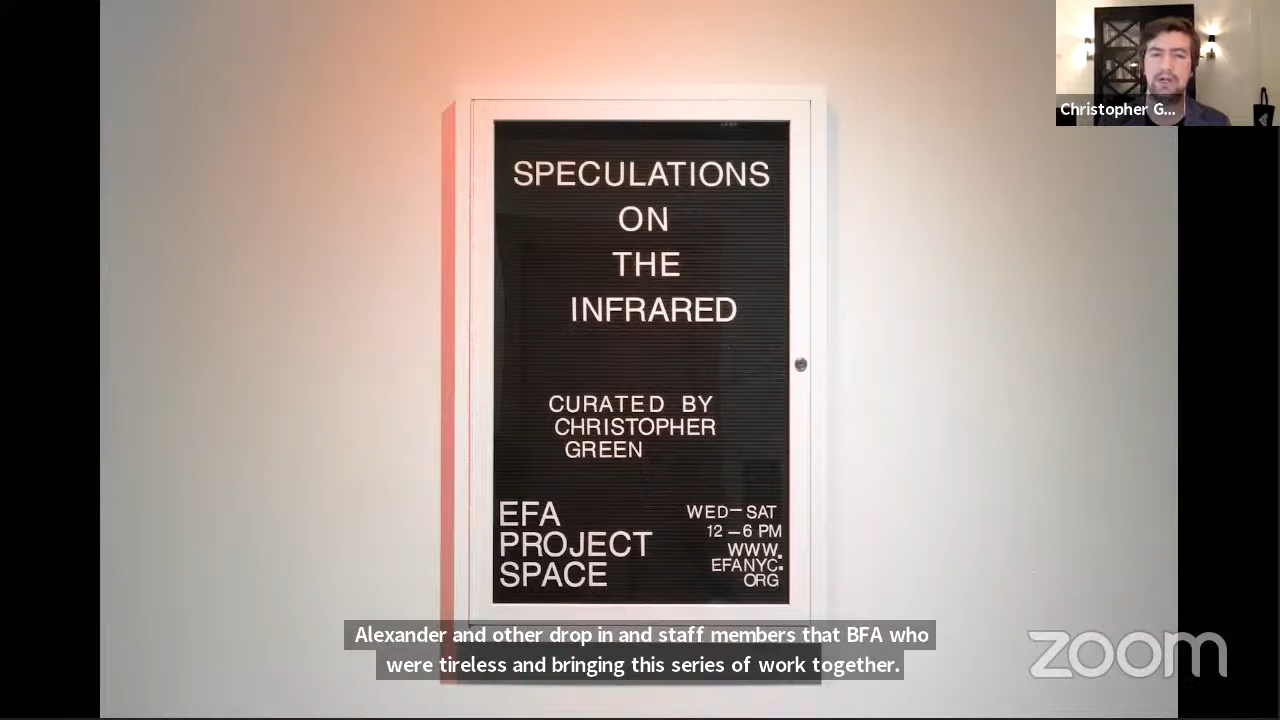 Christopher G...
SPECULATIONS
ON
THE
INFRARED
CURATED BY
CHRISTOPHER
GREEN
EFA
PROJECT
SPACE
WED–SAT
12–6 PM
WWW.
EFANYC.
ORG
Alexander and other drop in and staff members that BFA who
were tireless and bringing this series of work together.
zoom